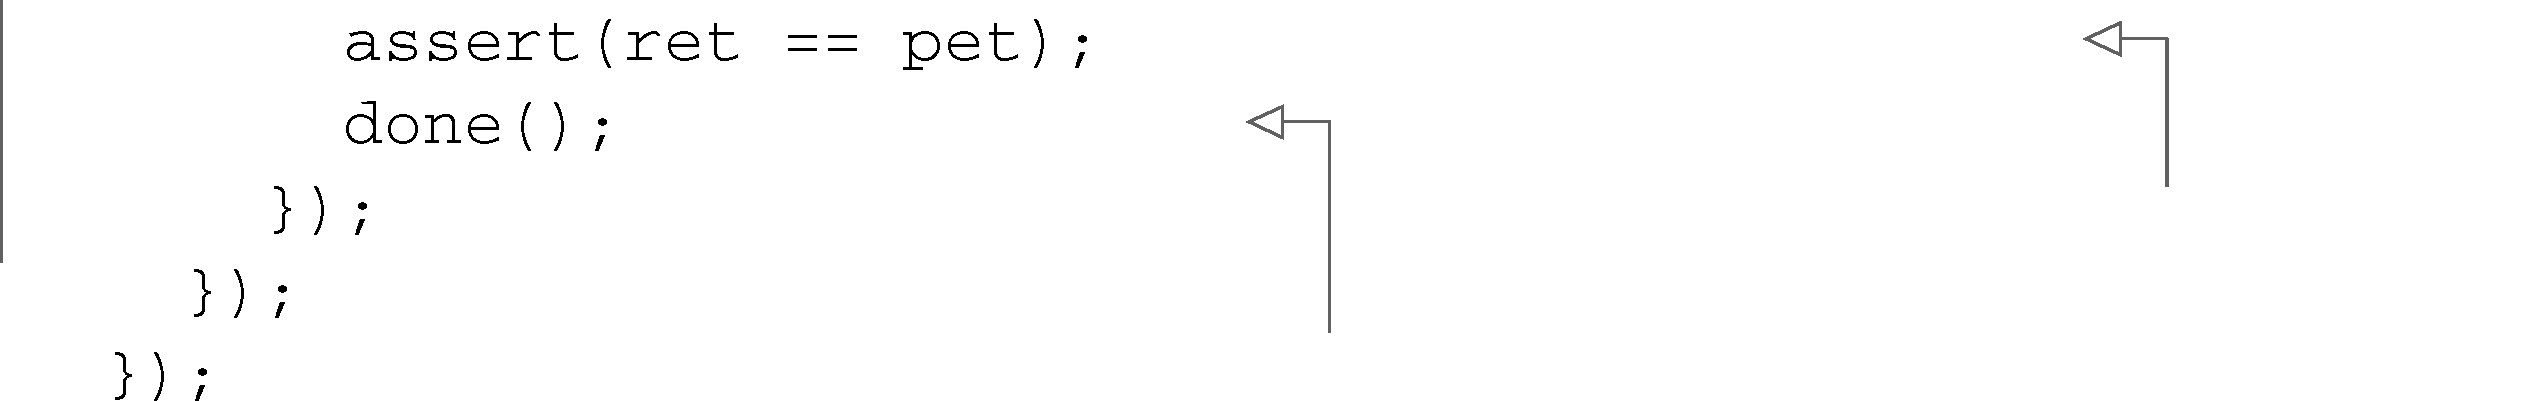 assert(ret == pet);
done();
});
});
});